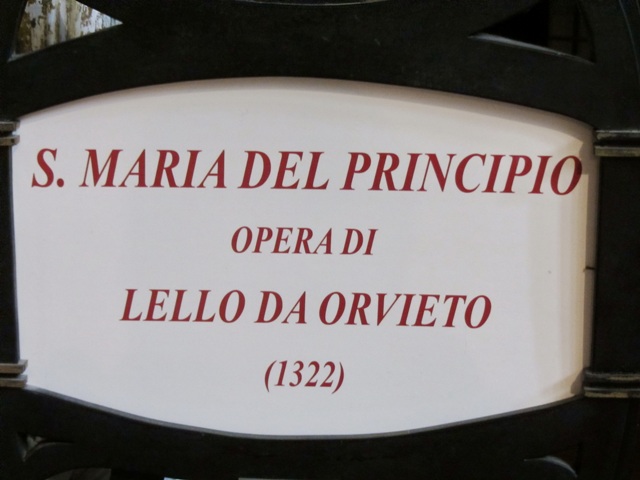 S. MARIA DEL PRINCIPIO
OPERA DI
LELLO DA ORVIETO
(1322)